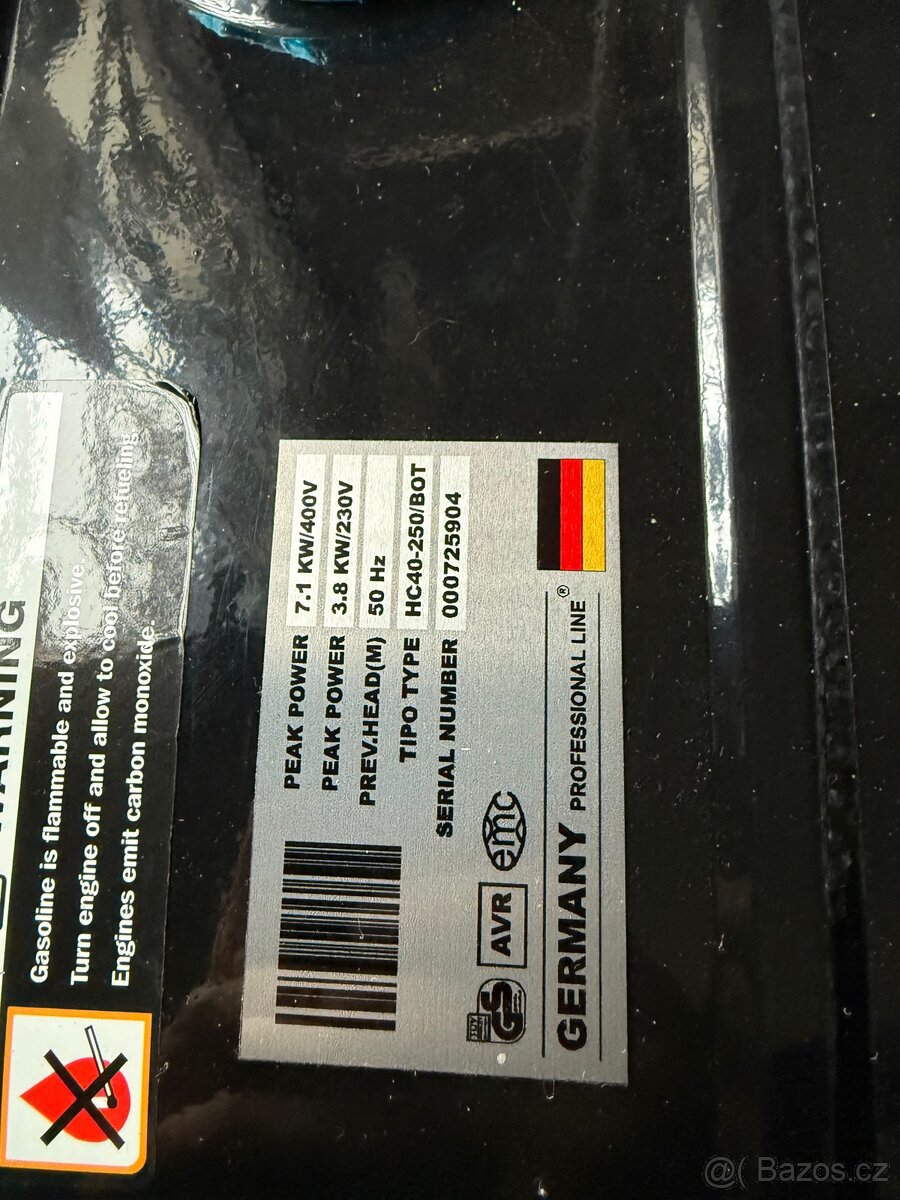 WARNING
Gasoline is flammable and explosive.
Turn engine off and allow to cool before refueling.
Engines emit carbon monoxide.
PEAK POWER 7.1 KW/400V
PEAK POWER 3.8 KW/230V
PREV.HEAD(M) 50 Hz
TIPO TYPE HC40-250/BOT
SERIAL NUMBER 000725904
GS AVR emc
GERMANY PROFESSIONAL LINE®
@( Bazos.cz